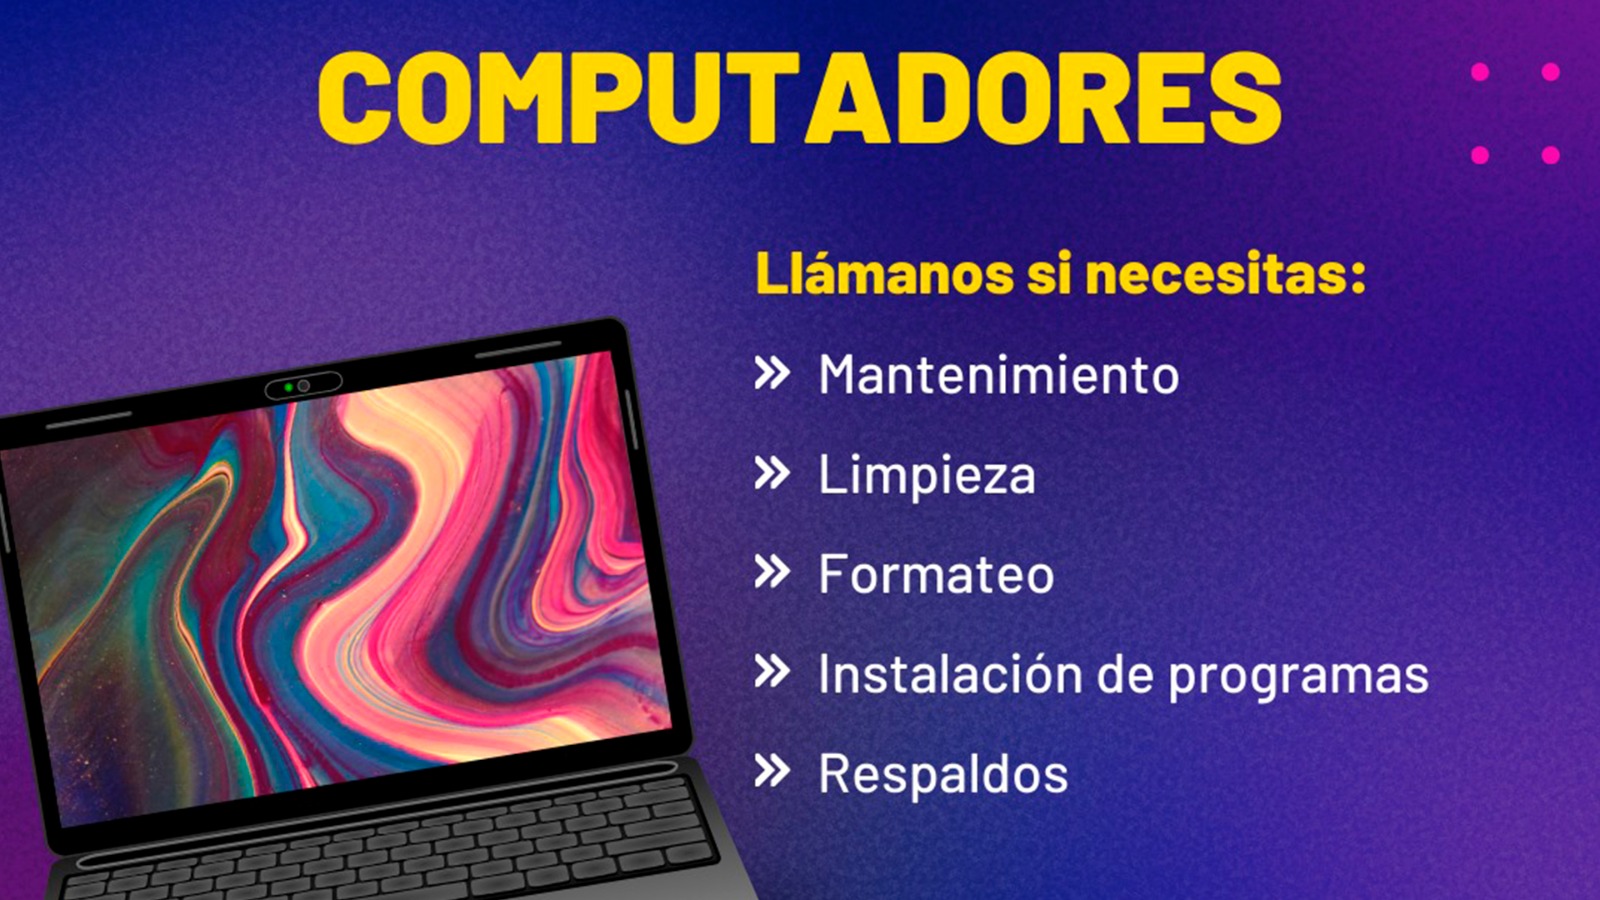 COMPUTADORES
Llámanos si necesitas:
Mantenimiento
Limpieza
Formateo
Instalación de programas
Respaldos